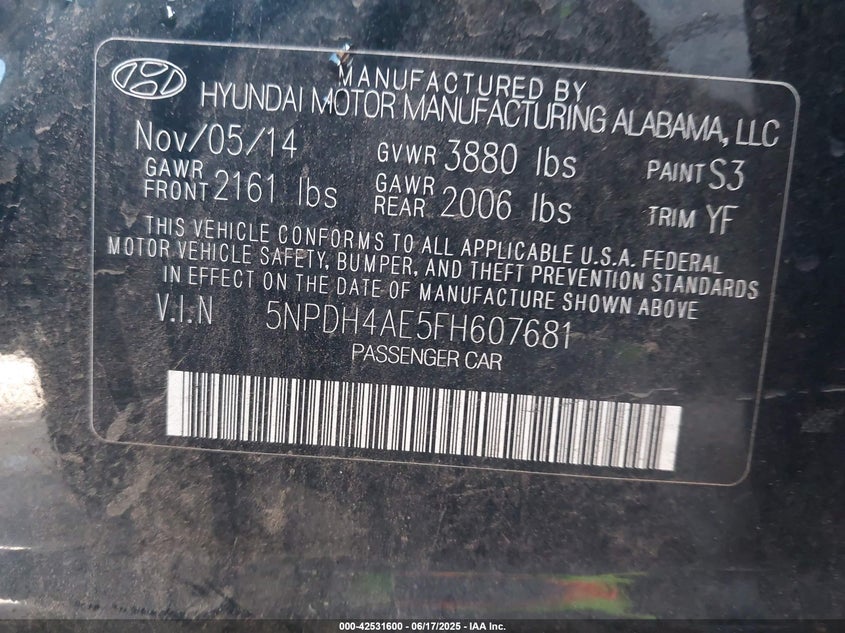 MANUFACTURED BY
HYUNDAI MOTOR MANUFACTURING ALABAMA, LLC
Nov/05/14 GVWR 3880 lbs PAINT S3
GAWR FRONT 2161 lbs GAWR REAR 2006 lbs TRIM YF
THIS VEHICLE CONFORMS TO ALL APPLICABLE U.S.A. FEDERAL
MOTOR VEHICLE SAFETY, BUMPER, AND THEFT PREVENTION STANDARDS
IN EFFECT ON THE DATE OF MANUFACTURE SHOWN ABOVE
V.I.N 5NPDH4AE5FH607681
PASSENGER CAR
000-42531600 - 06/17/2025 - IAA Inc.